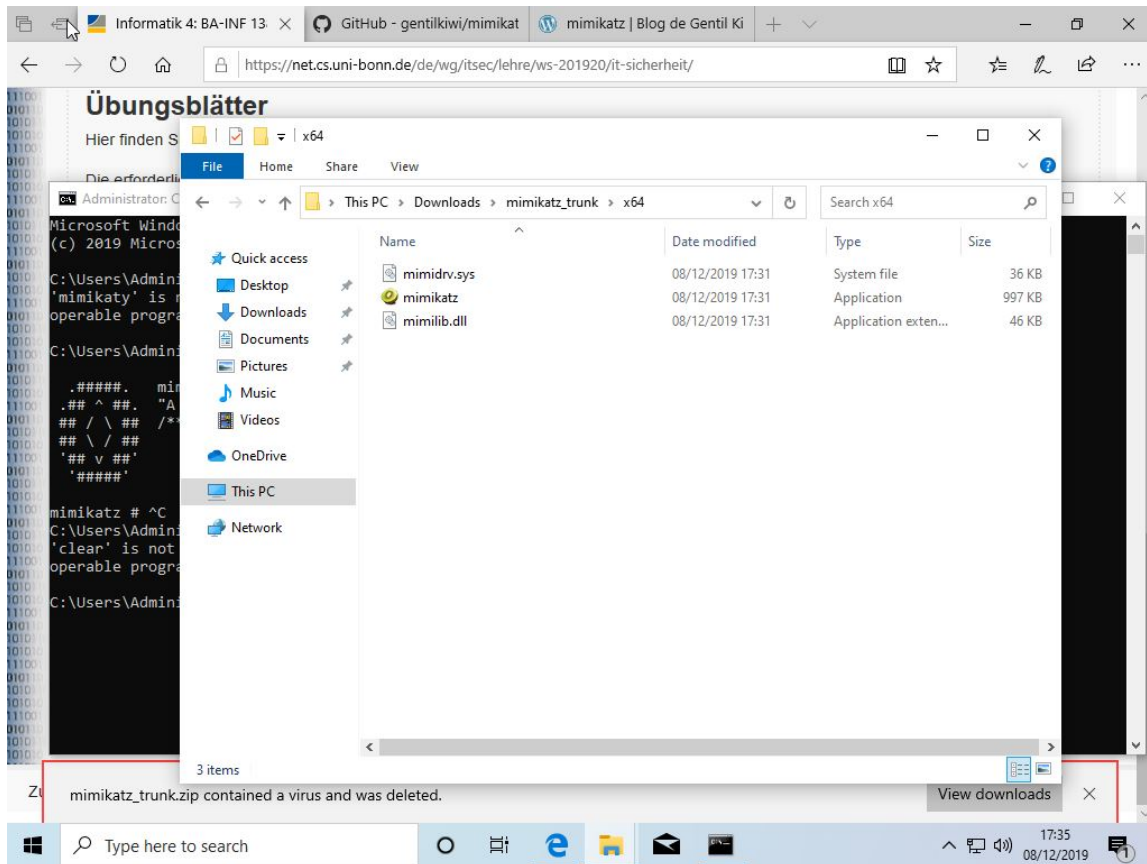 Informatik 4: BA-INF 13
GitHub - gentilkiwi/mimikat
mimikatz | Blog de Gentil Ki
https://net.cs.uni-bonn.de/de/wg/itsec/lehre/ws-201920/it-sicherheit/
Übungsblätter
Hier finden S
Die erforderli
x64
File Home Share View
This PC > Downloads > mimikatz_trunk > x64
Search x64
Name Date modified Type Size
Quick access
Desktop
Downloads
Documents
Pictures
Music
Videos
OneDrive
This PC
Network
mimidrv.sys 08/12/2019 17:31 System file 36 KB
mimikatz 08/12/2019 17:31 Application 997 KB
mimilib.dll 08/12/2019 17:31 Application exten... 46 KB
3 items
Administrator: C
Microsoft Windo
(c) 2019 Micros
C:\Users\Admini
'mimikaty' is n
operable progra
C:\Users\Admini
.#####. mim
.## ^ ##. "A
## / \ ## /**
## \ / ##
'## v ##'
'#####'
mimikatz # ^C
C:\Users\Admini
'clear' is not
operable progra
C:\Users\Admini
Zu
mimikatz_trunk.zip contained a virus and was deleted.
View downloads
Type here to search
17:35
08/12/2019
1